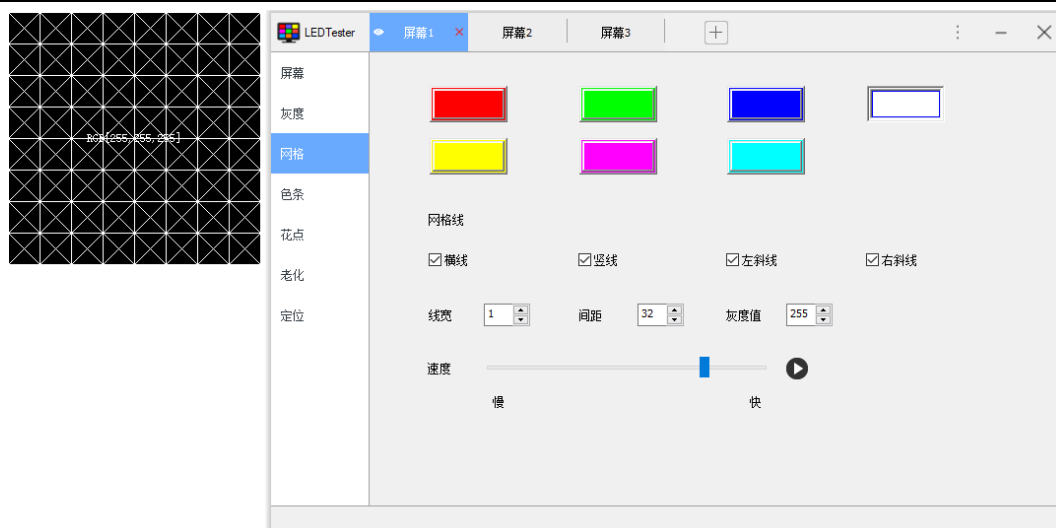 RGB[255,255,255]
LEDTester
屏幕1
屏幕2
屏幕3
屏幕
灰度
网格
色条
花点
老化
定位
网格线
横线 竖线 左斜线 右斜线
线宽 1 间距 32 灰度值 255
速度
慢 快